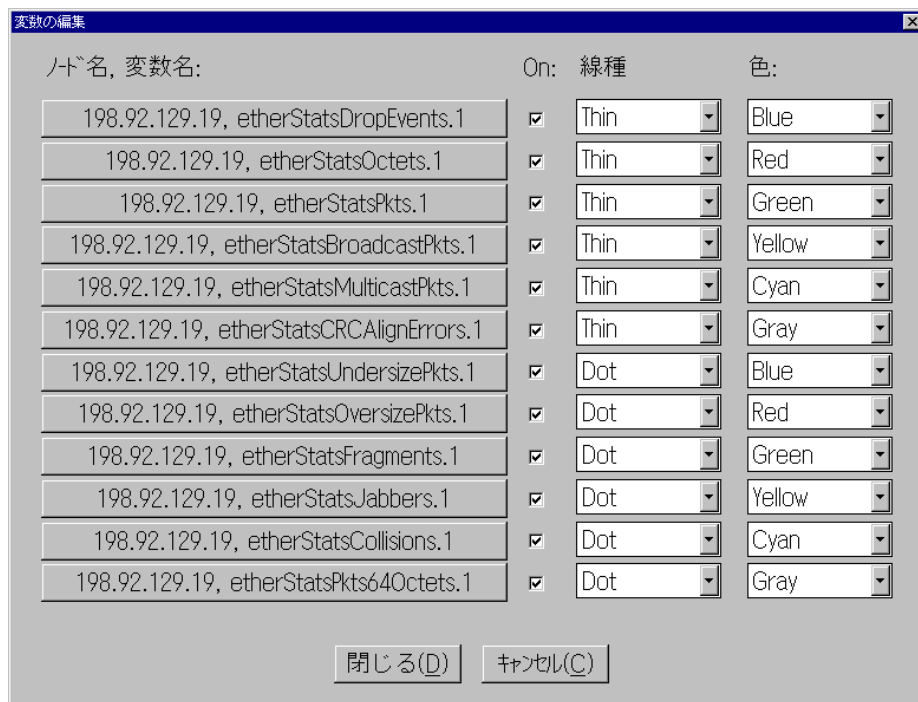 変数の編集
ﾉｰﾄﾞ名, 変数名: On: 線種 色:
198.92.129.19, etherStatsDropEvents.1 Thin Blue
198.92.129.19, etherStatsOctets.1 Thin Red
198.92.129.19, etherStatsPkts.1 Thin Green
198.92.129.19, etherStatsBroadcastPkts.1 Thin Yellow
198.92.129.19, etherStatsMulticastPkts.1 Thin Cyan
198.92.129.19, etherStatsCRCAlignErrors.1 Thin Gray
198.92.129.19, etherStatsUndersizePkts.1 Dot Blue
198.92.129.19, etherStatsOversizePkts.1 Dot Red
198.92.129.19, etherStatsFragments.1 Dot Green
198.92.129.19, etherStatsJabbers.1 Dot Yellow
198.92.129.19, etherStatsCollisions.1 Dot Cyan
198.92.129.19, etherStatsPkts64Octets.1 Dot Gray
閉じる(D) ｷｬﾝｾﾙ(C)